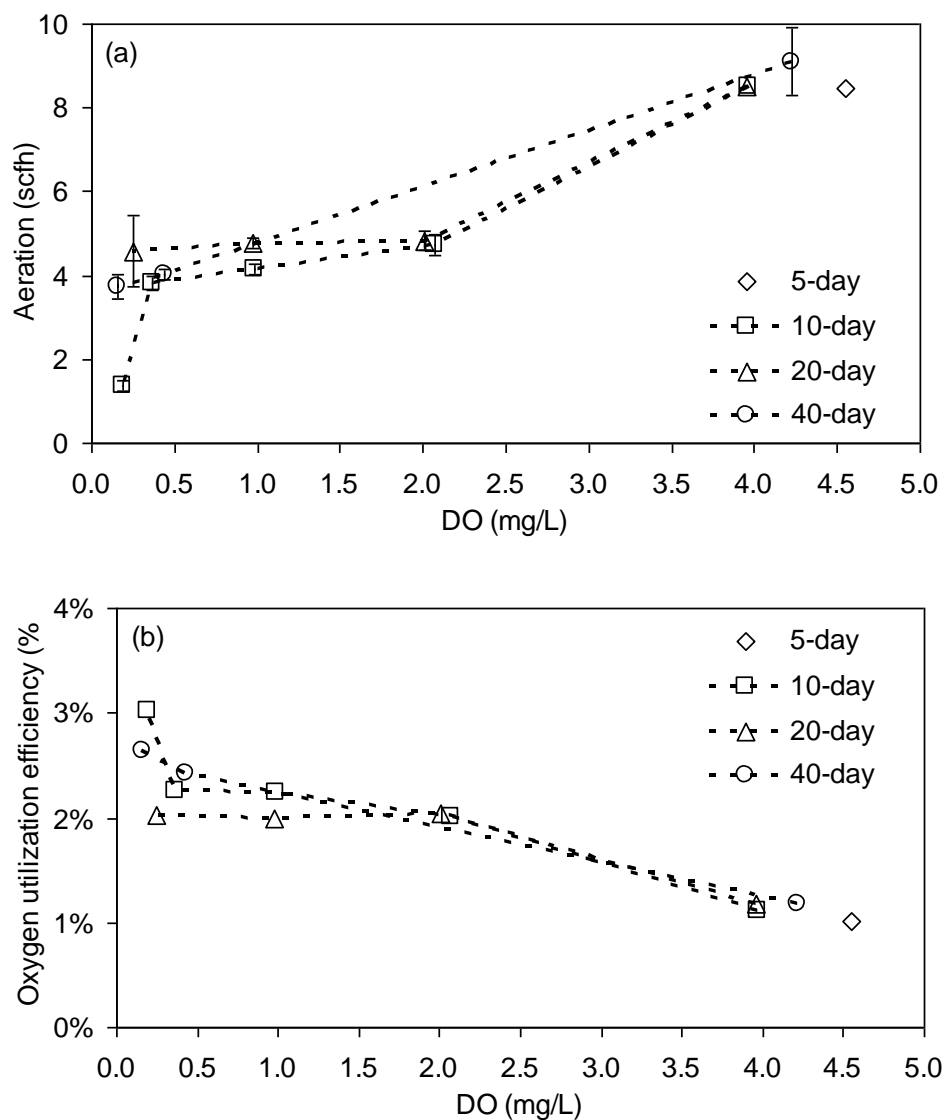 (a)
Aeration (scfh)
10
8
6
4
2
0
5-day
10-day
20-day
40-day
0.0 0.5 1.0 1.5 2.0 2.5 3.0 3.5 4.0 4.5 5.0
DO (mg/L)
(b)
Oxygen utilization efficiency (%
4%
3%
2%
1%
0%
5-day
10-day
20-day
40-day
0.0 0.5 1.0 1.5 2.0 2.5 3.0 3.5 4.0 4.5 5.0
DO (mg/L)